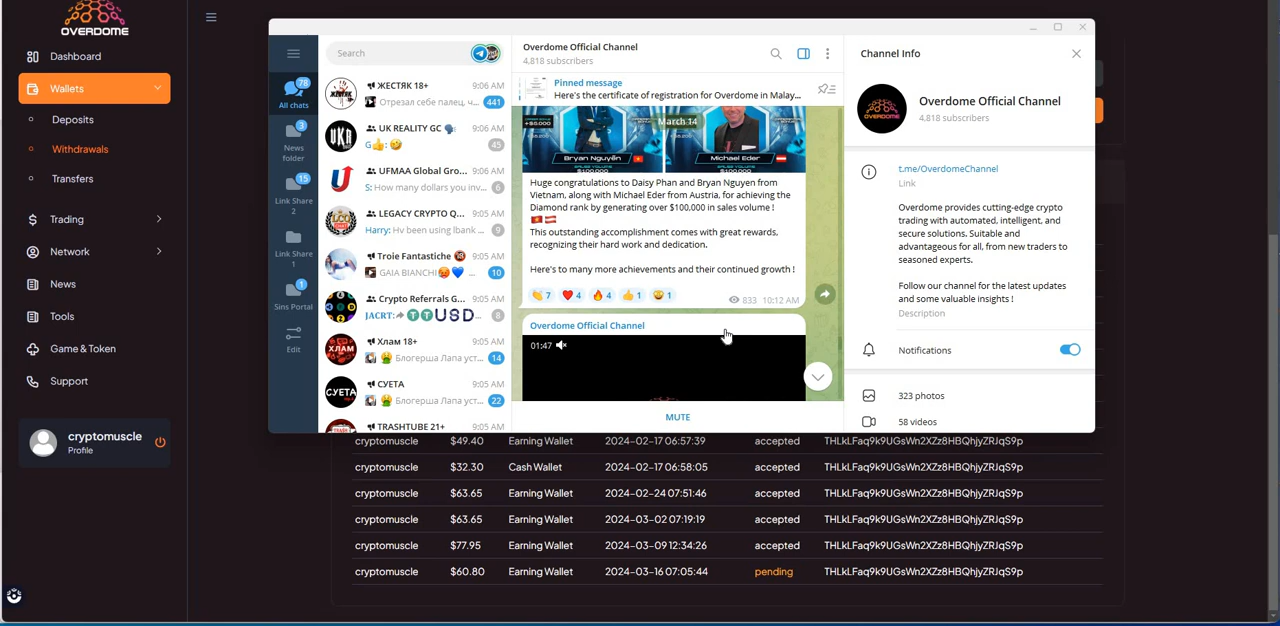 OVERDOME
Dashboard
Wallets
Deposits
Withdrawals
Transfers
Trading
Network
News
Tools
Game & Token
Support
cryptomuscle
Profile
Search
78
All chats
3
News
folder
15
Link Share
2
Link Share
1
1
Sins Portal
Edit
ЖЕСТЯК 18+ 9:06 AM
Отрезал себе палец, ч... 441
UK REALITY GC 9:06 AM
G 45
UFMAA Global Gro... 9:06 AM
S: How many dollars you inv... 6
LEGACY CRYPTO Q... 9:05 AM
Harry: Hv been using lbank ... 9
Troie Fantastiche 9:05 AM
GAIA BIANCHI ... 10
Crypto Referrals G... 9:05 AM
JACRT: USD... 8
Хлам 18+ 9:05 AM
Блогерша Лапа уст... 14
СУЕТА 9:05 AM
Блогерша Лапа уст... 22
TRASHTUBE 21+ 9:05 AM
Overdome Official Channel
4,818 subscribers
Pinned message
Here's the certificate of registration for Overdome in Malay...
March 14
+$5.000
Bryan Nguyễn
$100.000
Michael Eder
$100.000
Huge congratulations to Daisy Phan and Bryan Nguyen from
Vietnam, along with Michael Eder from Austria, for achieving the
Diamond rank by generating over $100,000 in sales volume !
This outstanding accomplishment comes with great rewards,
recognizing their hard work and dedication.
Here's to many more achievements and their continued growth !
7 4 4 1 1
833 10:12 AM
Overdome Official Channel
01:47
MUTE
Channel Info
Overdome Official Channel
4,818 subscribers
t.me/OverdomeChannel
Link
Overdome provides cutting-edge crypto
trading with automated, intelligent, and
secure solutions. Suitable and
advantageous for all, from new traders to
seasoned experts.
Follow our channel for the latest updates
and some valuable insights !
Description
Notifications
323 photos
58 videos
cryptomuscle $49.40 Earning Wallet 2024-02-17 06:57:39 accepted THLkLFaq9k9UGsWn2XZz8HBQhjyZRJqS9p
cryptomuscle $32.30 Cash Wallet 2024-02-17 06:58:05 accepted THLkLFaq9k9UGsWn2XZz8HBQhjyZRJqS9p
cryptomuscle $63.65 Earning Wallet 2024-02-24 07:51:46 accepted THLkLFaq9k9UGsWn2XZz8HBQhjyZRJqS9p
cryptomuscle $63.65 Earning Wallet 2024-03-02 07:19:19 accepted THLkLFaq9k9UGsWn2XZz8HBQhjyZRJqS9p
cryptomuscle $77.95 Earning Wallet 2024-03-09 12:34:26 accepted THLkLFaq9k9UGsWn2XZz8HBQhjyZRJqS9p
cryptomuscle $60.80 Earning Wallet 2024-03-16 07:05:44 pending THLkLFaq9k9UGsWn2XZz8HBQhjyZRJqS9p